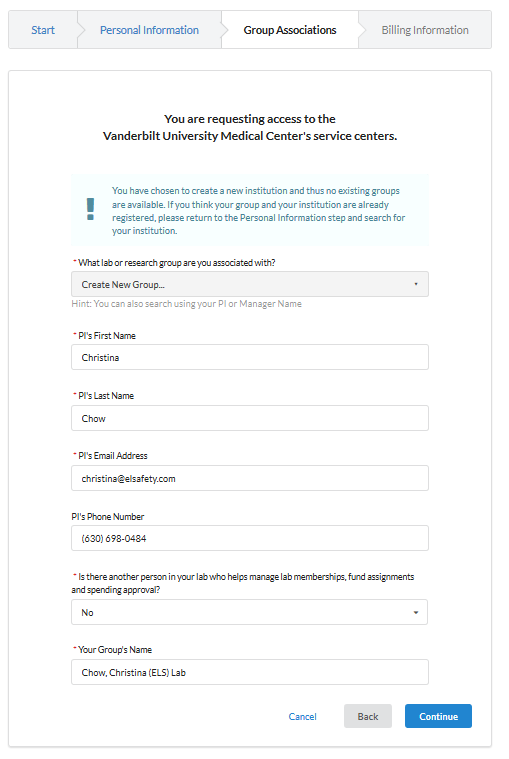 Start
Personal Information
Group Associations
Billing Information
You are requesting access to the
Vanderbilt University Medical Center's service centers.
You have chosen to create a new institution and thus no existing groups
are available. If you think your group and your institution are already
registered, please return to the Personal Information step and search for
your institution.
* What lab or research group are you associated with?
Create New Group...
Hint: You can also search using your PI or Manager Name
* PI's First Name
Christina
* PI's Last Name
Chow
* PI's Email Address
christina@elsafety.com
PI's Phone Number
(630) 698-0484
* Is there another person in your lab who helps manage lab memberships, fund assignments
and spending approval?
No
* Your Group's Name
Chow, Christina (ELS) Lab
Cancel
Back
Continue